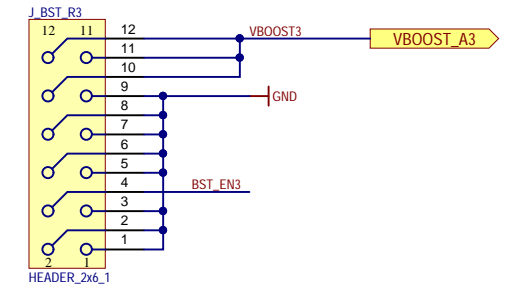 J_BST_R3
12 11 12 VBOOST3 VBOOST_A3
11
10
9 GND
8
7
6
5
4 BST_EN3
3
2
1
2 1
HEADER_2x6_1